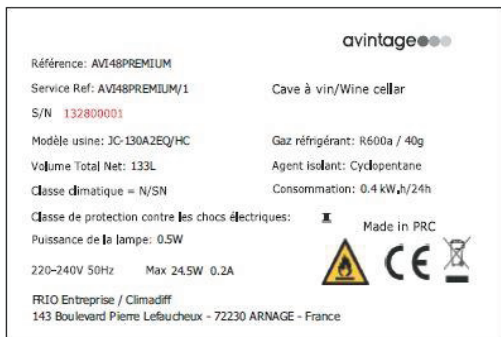 avintage
Référence: AVI48PREMIUM
Service Ref: AVI48PREMIUM/1
Cave à vin/Wine cellar
S/N 132800001
Modèle usine: JC-130A2EQ/HC
Gaz réfrigérant: R600a / 40g
Volume Total Net: 133L
Agent isolant: Cyclopentane
Classe climatique = N/SN
Consommation: 0.4 kW.h/24h
Classe de protection contre les chocs électriques: I
Made in PRC
Puissance de la lampe: 0.5W
CE
220-240V 50Hz Max 24.5W 0.2A
FRIO Entreprise / Climadiff
143 Boulevard Pierre Lefaucheux - 72230 ARNAGE - France